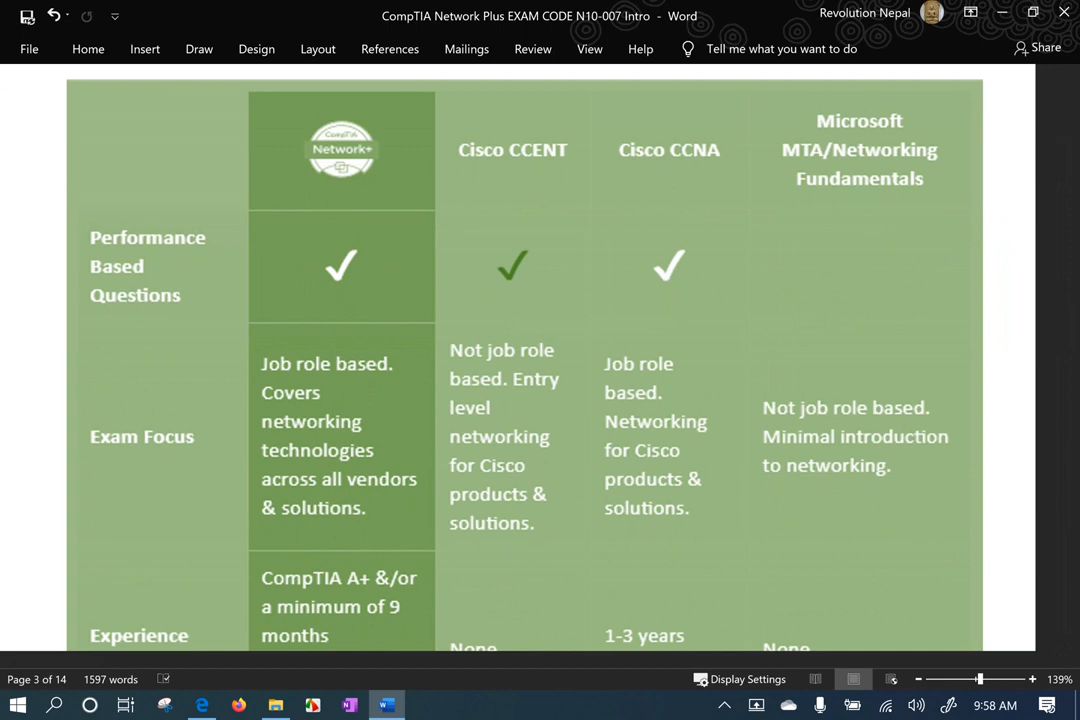 CompTIA Network Plus EXAM CODE N10-007 Intro - Word
Revolution Nepal
File Home Insert Draw Design Layout References Mailings Review View Help Tell me what you want to do Share
CompTIA
Network+
Cisco CCENT
Cisco CCNA
Microsoft
MTA/Networking
Fundamentals
Performance
Based
Questions
Exam Focus
Job role based.
Covers
networking
technologies
across all vendors
& solutions.
Not job role
based. Entry
level
networking
for Cisco
products &
solutions.
Job role
based.
Networking
for Cisco
products &
solutions.
Not job role based.
Minimal introduction
to networking.
Experience
CompTIA A+ &/or
a minimum of 9
months
None
1-3 years
None
Page 3 of 14 1597 words Display Settings 139%
9:58 AM